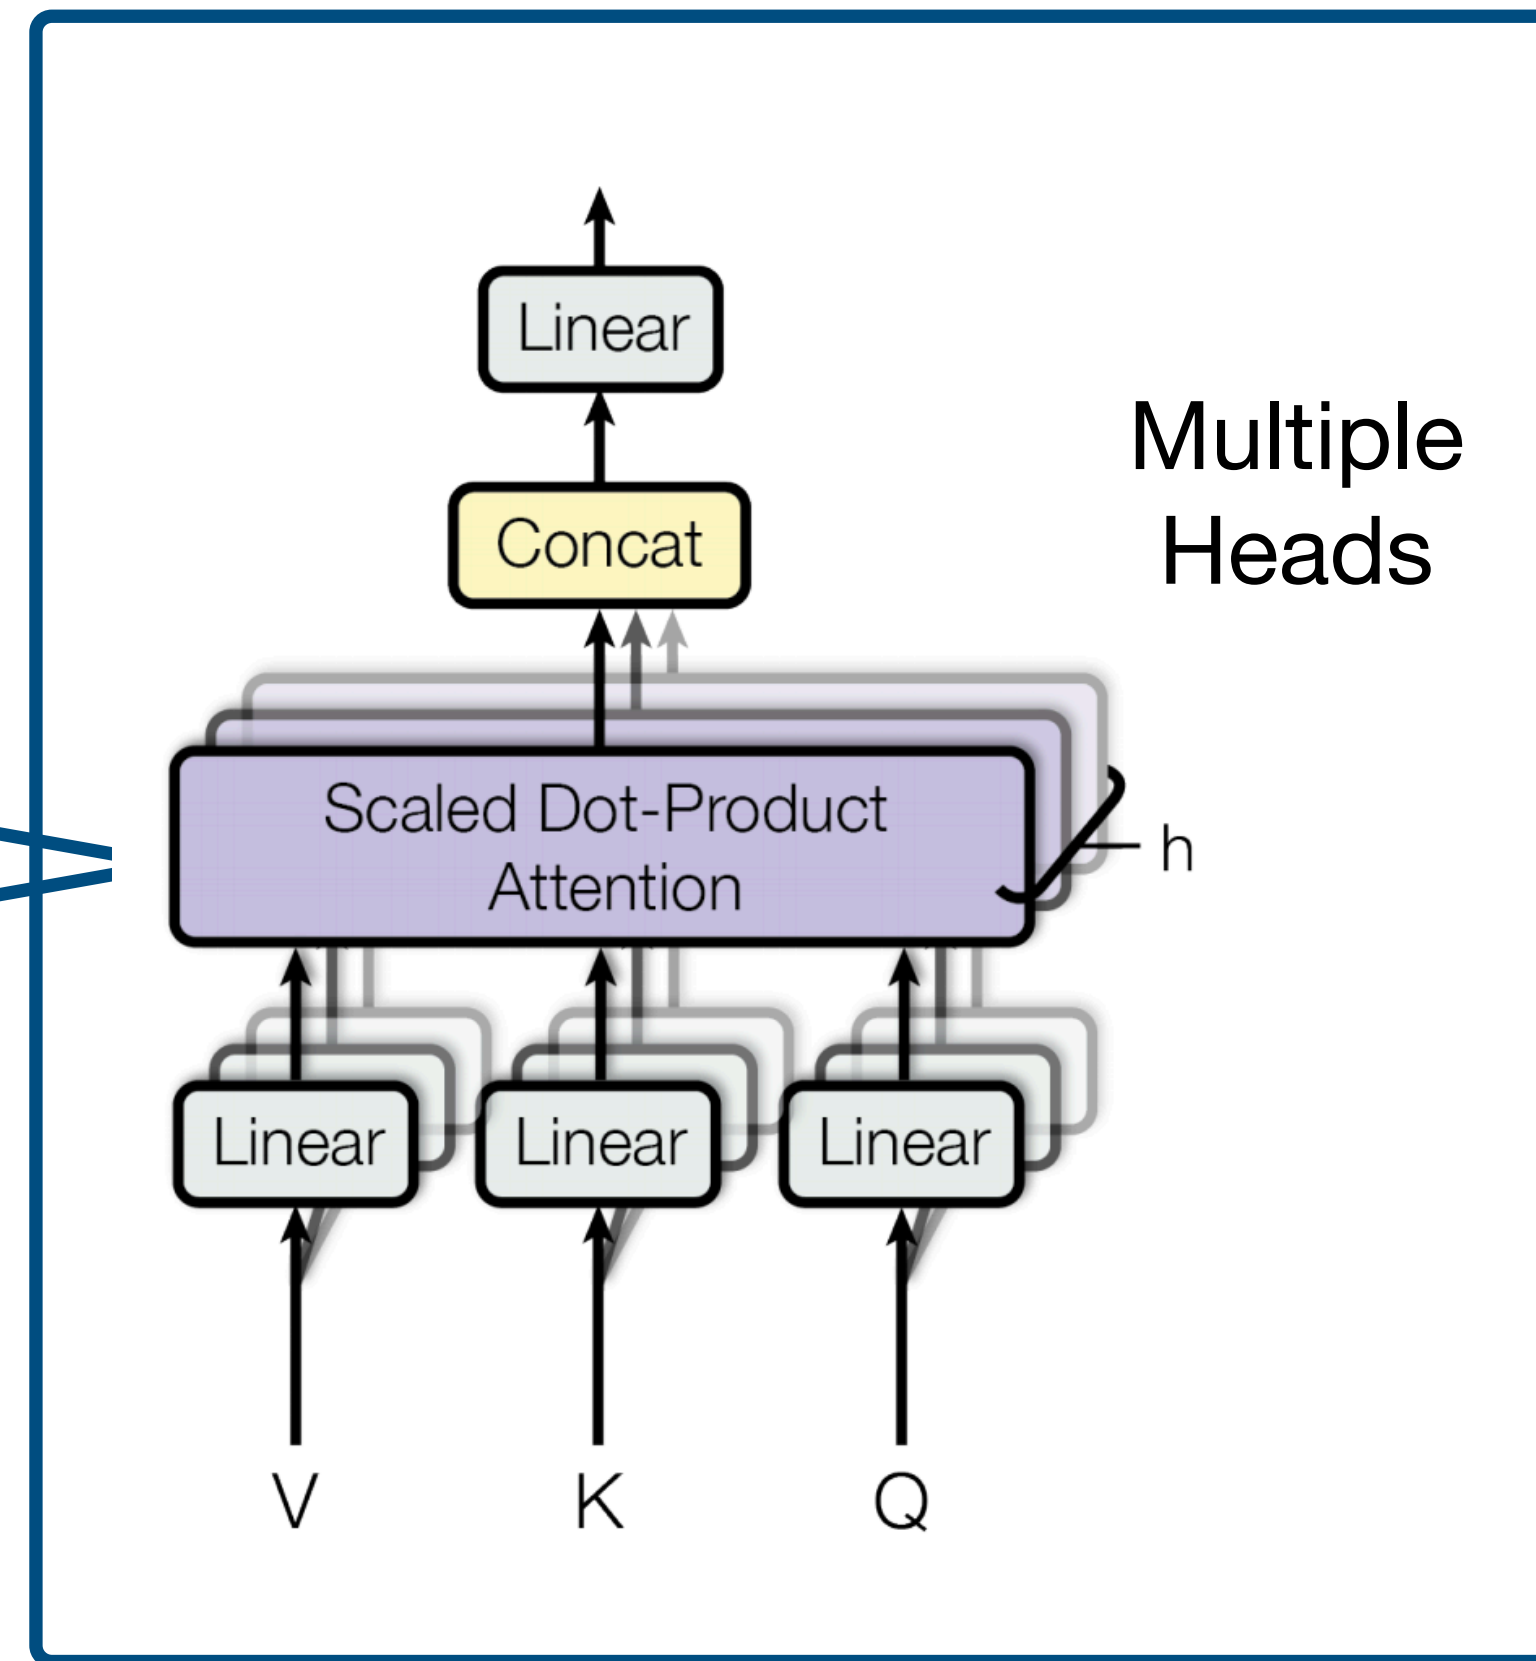 Linear
Multiple
Heads
Concat
Scaled Dot-Product
Attention
h
Linear Linear Linear
V K Q